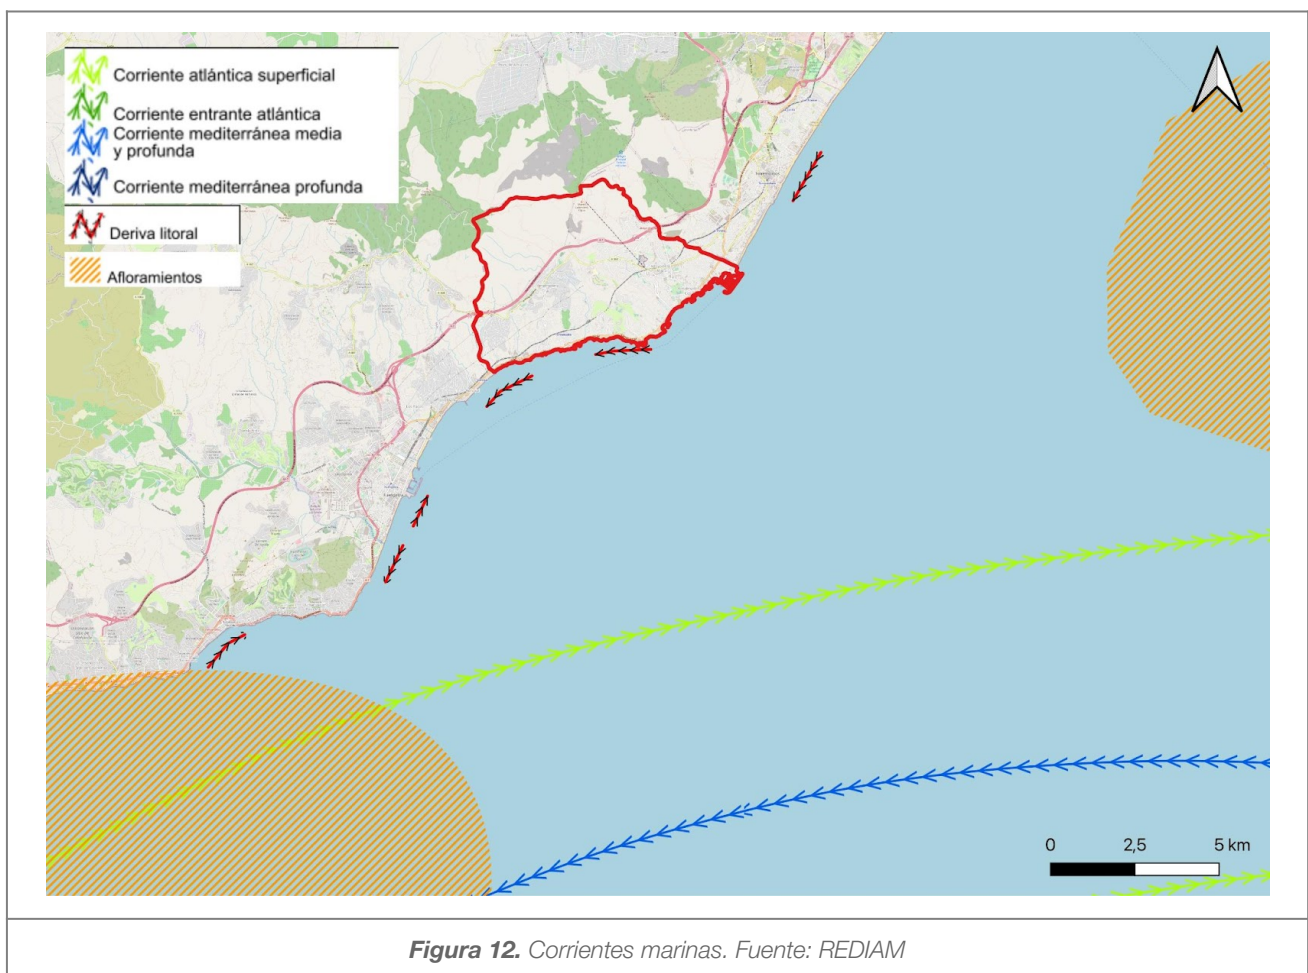 Corriente atlántica superficial
Corriente entrante atlántica
Corriente mediterránea media
y profunda
Corriente mediterránea profunda
Deriva litoral
Afloramientos
0 2,5 5 km
Figura 12. Corrientes marinas. Fuente: REDIAM